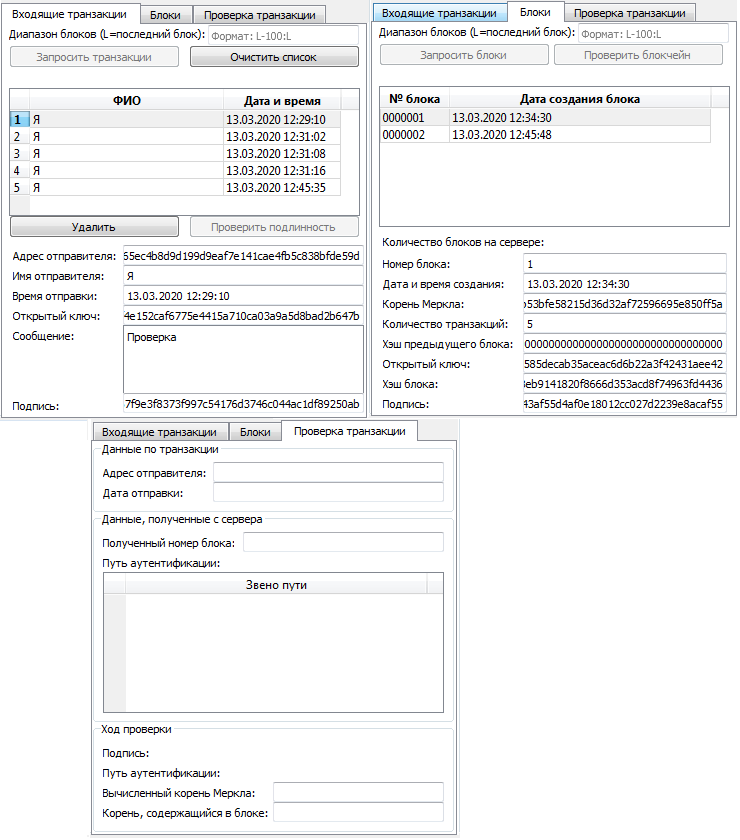 Входящие транзакции Блоки Проверка транзакции
Диапазон блоков (L=последний блок): Формат: L-100:L
Запросить транзакции Очистить список
ФИО Дата и время
1 Я 13.03.2020 12:29:10
2 Я 13.03.2020 12:31:02
3 Я 13.03.2020 12:31:08
4 Я 13.03.2020 12:31:16
5 Я 13.03.2020 12:45:35
Удалить Проверить подлинность
Адрес отправителя: 65ec4b8d9d199d9eaf7e141cae4fb5c838bfde59d
Имя отправителя: Я
Время отправки: 13.03.2020 12:29:10
Открытый ключ: 4e152caf6775e4415a710ca03a9a5d8bad2b647b
Сообщение: Проверка
Подпись: 7f9e3f8373f997c54176d3746c044ac1df89250ab
Входящие транзакции Блоки Проверка транзакции
Диапазон блоков (L=последний блок): Формат: L-100:L
Запросить блоки Проверить блокчейн
№ блока Дата создания блока
0000001 13.03.2020 12:34:30
0000002 13.03.2020 12:45:48
Количество блоков на сервере:
Номер блока: 1
Дата и время создания: 13.03.2020 12:34:30
Корень Меркла: b53bfe58215d36d32af72596695e850ff5a
Количество транзакций: 5
Хэш предыдущего блока: 00000000000000000000000000000000000
Открытый ключ: 585decab35aceac6d6b22a3f42431aee42
Хэш блока: 8eb9141820f8666d353acd8f74963fd4436
Подпись: 43af55d4af0e18012cc027d2239e8acaf55
Входящие транзакции Блоки Проверка транзакции
Данные по транзакции
Адрес отправителя:
Дата отправки:
Данные, полученные с сервера
Полученный номер блока:
Путь аутентификации:
Звено пути
Ход проверки
Подпись:
Путь аутентификации:
Вычисленный корень Меркла:
Корень, содержащийся в блоке: